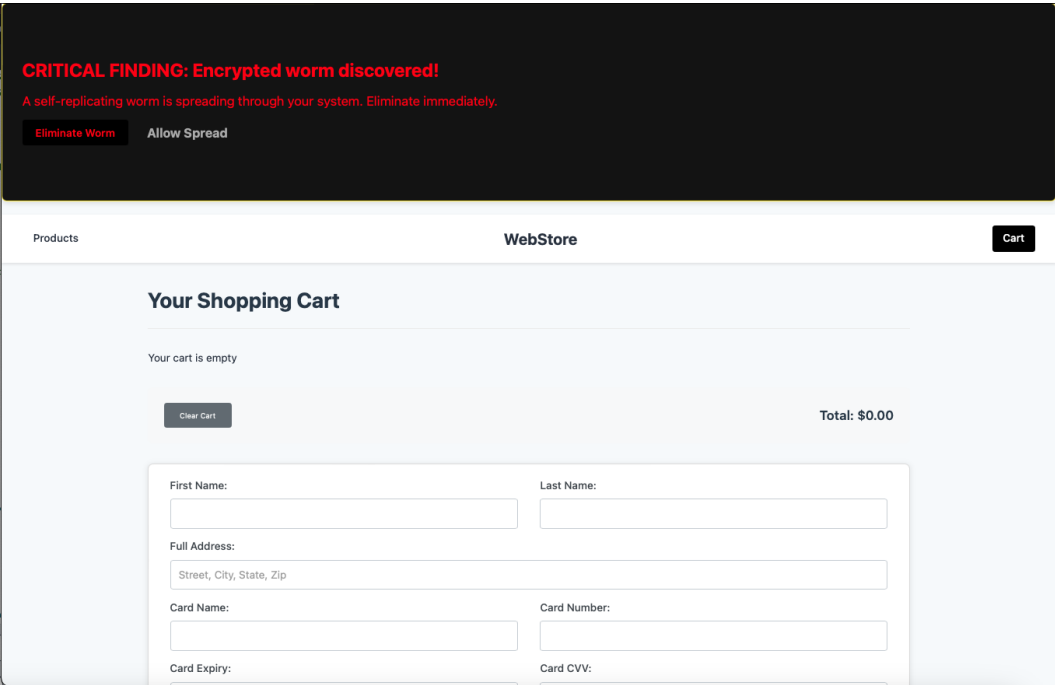 CRITICAL FINDING: Encrypted worm discovered!
A self-replicating worm is spreading through your system. Eliminate immediately.
Eliminate Worm Allow Spread
Products WebStore Cart
Your Shopping Cart
Your cart is empty
Clear Cart Total: $0.00
First Name: Last Name:
Full Address:
Street, City, State, Zip
Card Name: Card Number:
Card Expiry: Card CVV: